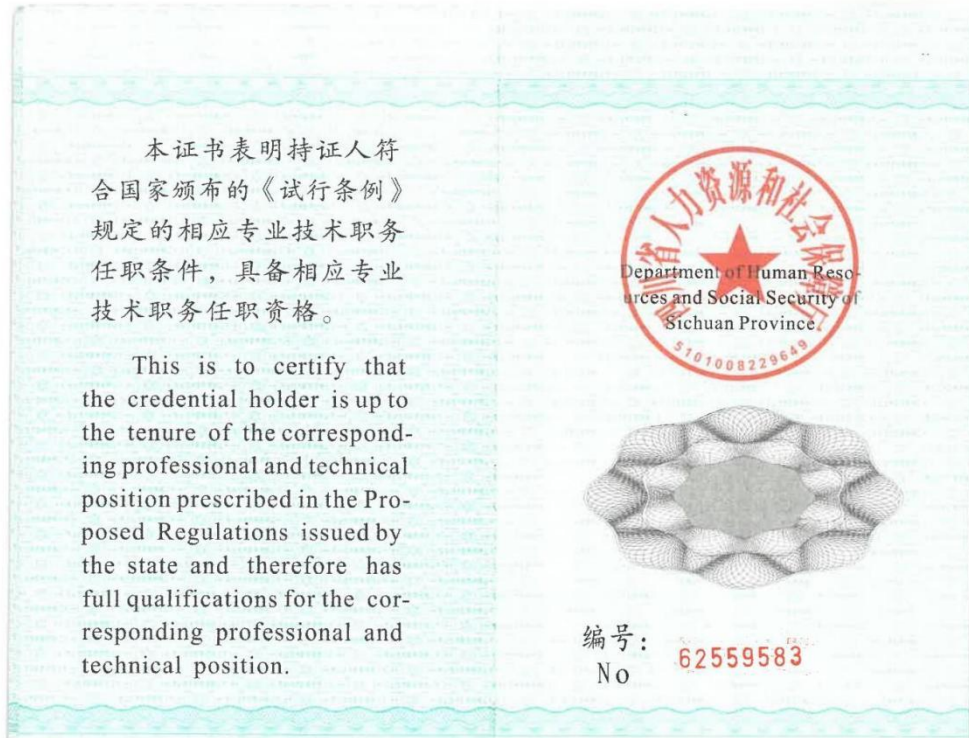 本证书表明持证人符
合国家颁布的《试行条例》
规定的相应专业技术职务
任职条件，具备相应专业
技术职务任职资格。
This is to certify that
the credential holder is up to
the tenure of the correspond-
ing professional and technical
position prescribed in the Pro-
posed Regulations issued by
the state and therefore has
full qualifications for the cor-
responding professional and
technical position.
四川省人力资源和社会保障厅
Department of Human Reso-
urces and Social Security of
Sichuan Province
5101008229649
编号：
No 62559583